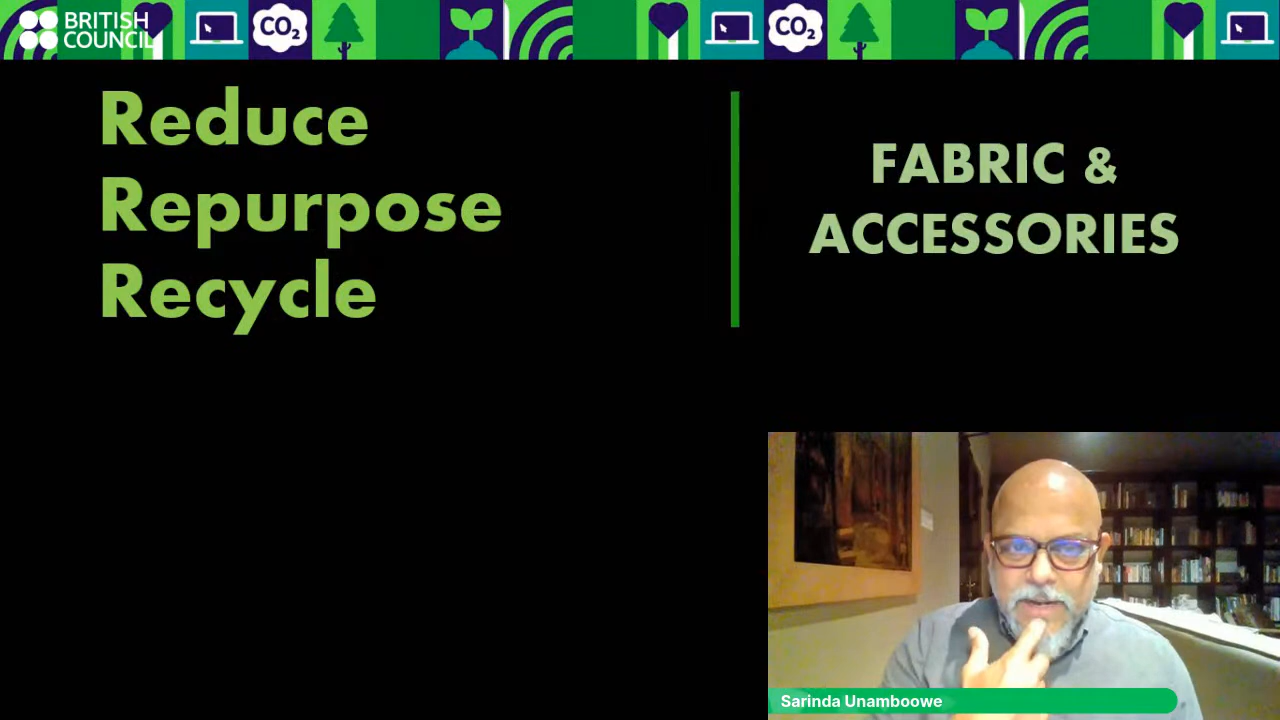 BRITISH
COUNCIL
CO₂
CO₂
Reduce
Repurpose
Recycle
FABRIC &
ACCESSORIES
Sarinda Unamboowe